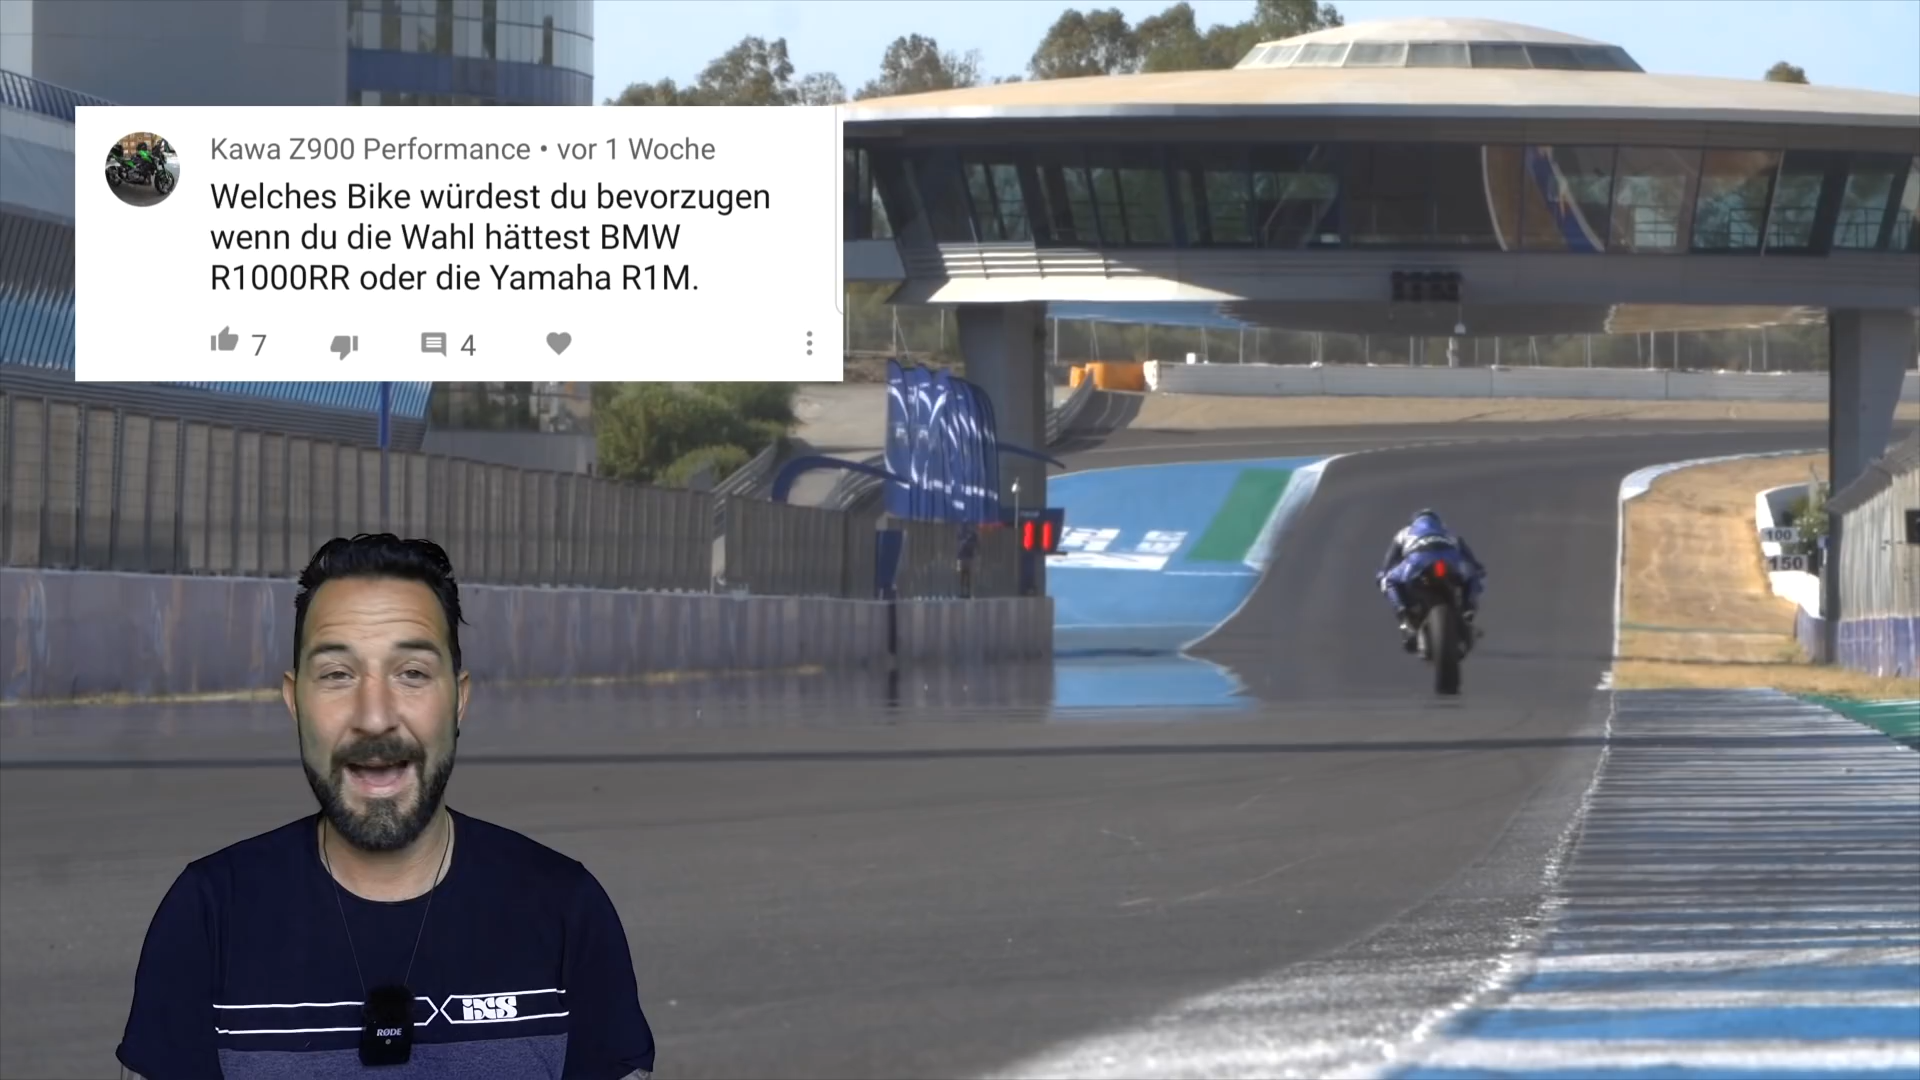 Kawa Z900 Performance • vor 1 Woche
Welches Bike würdest du bevorzugen
wenn du die Wahl hättest BMW
R1000RR oder die Yamaha R1M.
7
4
100
150
iXS
RØDE